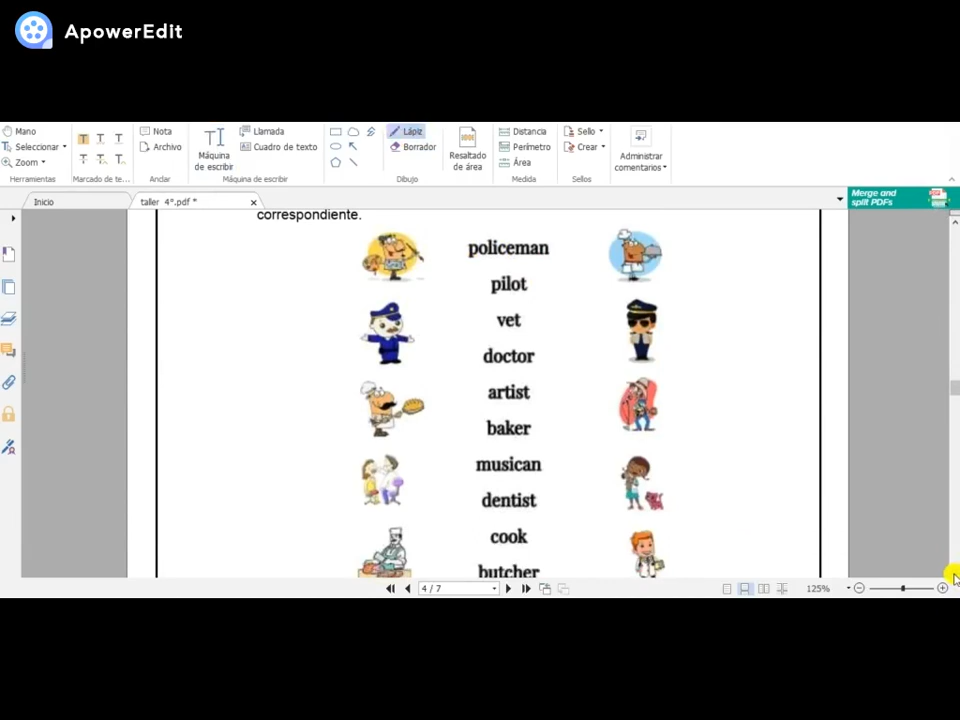 ApowerEdit
Mano
Seleccionar
Zoom
Herramientas
Marcado de te...
Nota
Archivo
Andar
Máquina
de escribir
Llamada
Cuadro de texto
Máquina de escribir
Lápiz
Borrador
Dibujo
Resaltado
de área
Distancia
Perímetro
Área
Medida
Sello
Crear
Sellos
Administrar
comentarios
Inicio
taller 4°.pdf *
Merge and
split PDFs
correspondiente.
policeman
pilot
vet
doctor
artist
baker
musican
dentist
cook
butcher
4 / 7
125%